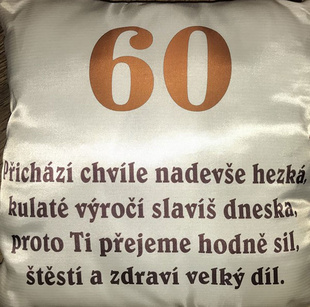 60
Přichází chvíle nadevše hezká,
kulaté výročí slavíš dneska,
proto Ti přejeme hodně sil,
štěstí a zdraví velký díl.